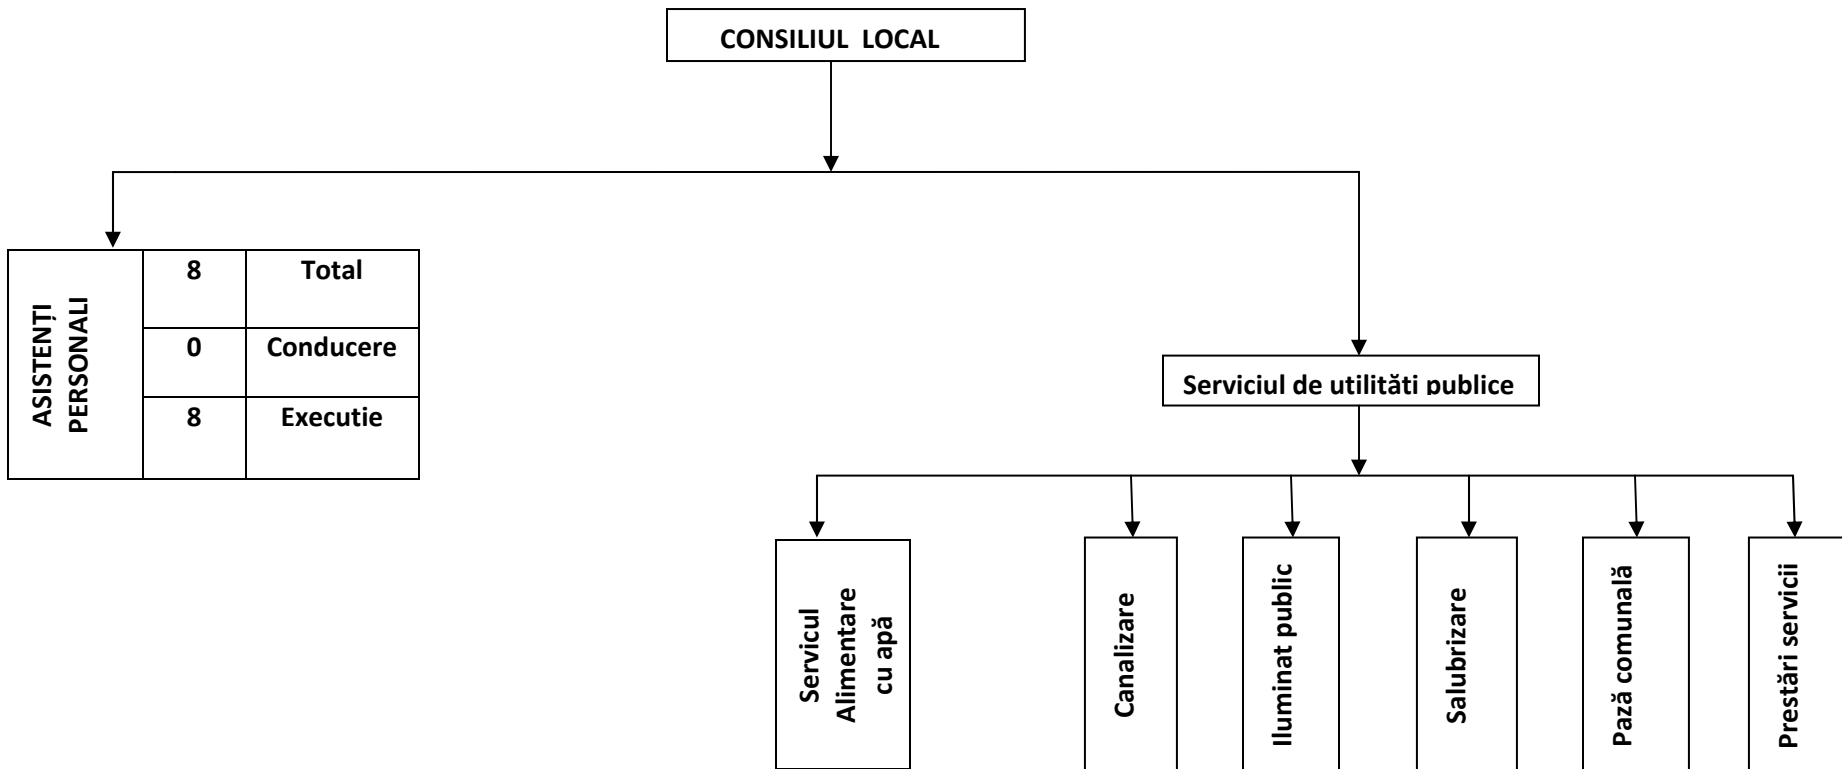 CONSILIUL LOCAL
ASISTENȚI
PERSONALI
8 Total
0 Conducere
8 Executie
Serviciul de utilități publice
Servicul
Alimentare
cu apă
Canalizare
Iluminat public
Salubrizare
Pază comunală
Prestări servicii